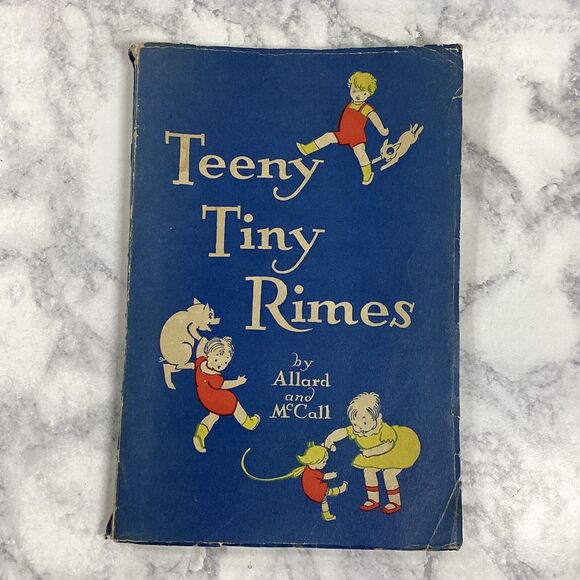 Teeny
Tiny
Rimes
by
Allard
and
McCall